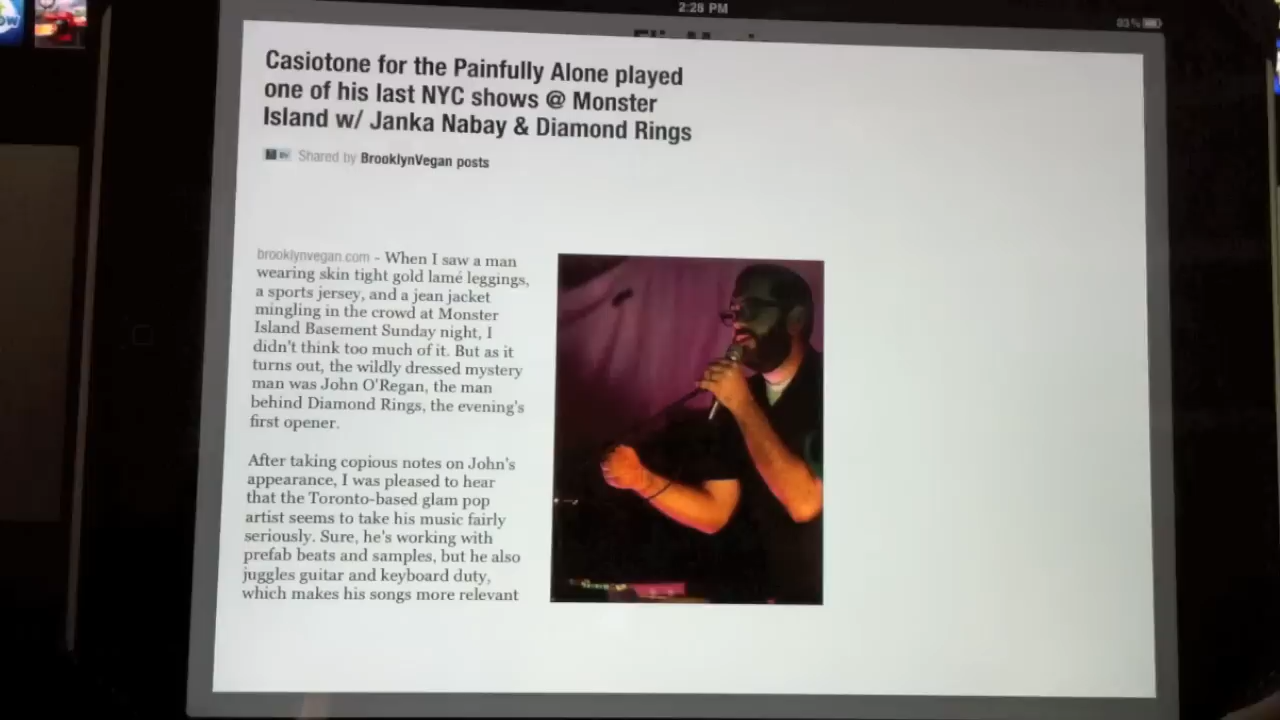 2:28 PM
83%
Casiotone for the Painfully Alone played
one of his last NYC shows @ Monster
Island w/ Janka Nabay & Diamond Rings
Shared by BrooklynVegan posts
brooklynvegan.com - When I saw a man
wearing skin tight gold lamé leggings,
a sports jersey, and a jean jacket
mingling in the crowd at Monster
Island Basement Sunday night, I
didn't think too much of it. But as it
turns out, the wildly dressed mystery
man was John O'Regan, the man
behind Diamond Rings, the evening's
first opener.
After taking copious notes on John's
appearance, I was pleased to hear
that the Toronto-based glam pop
artist seems to take his music fairly
seriously. Sure, he's working with
prefab beats and samples, but he also
juggles guitar and keyboard duty,
which makes his songs more relevant